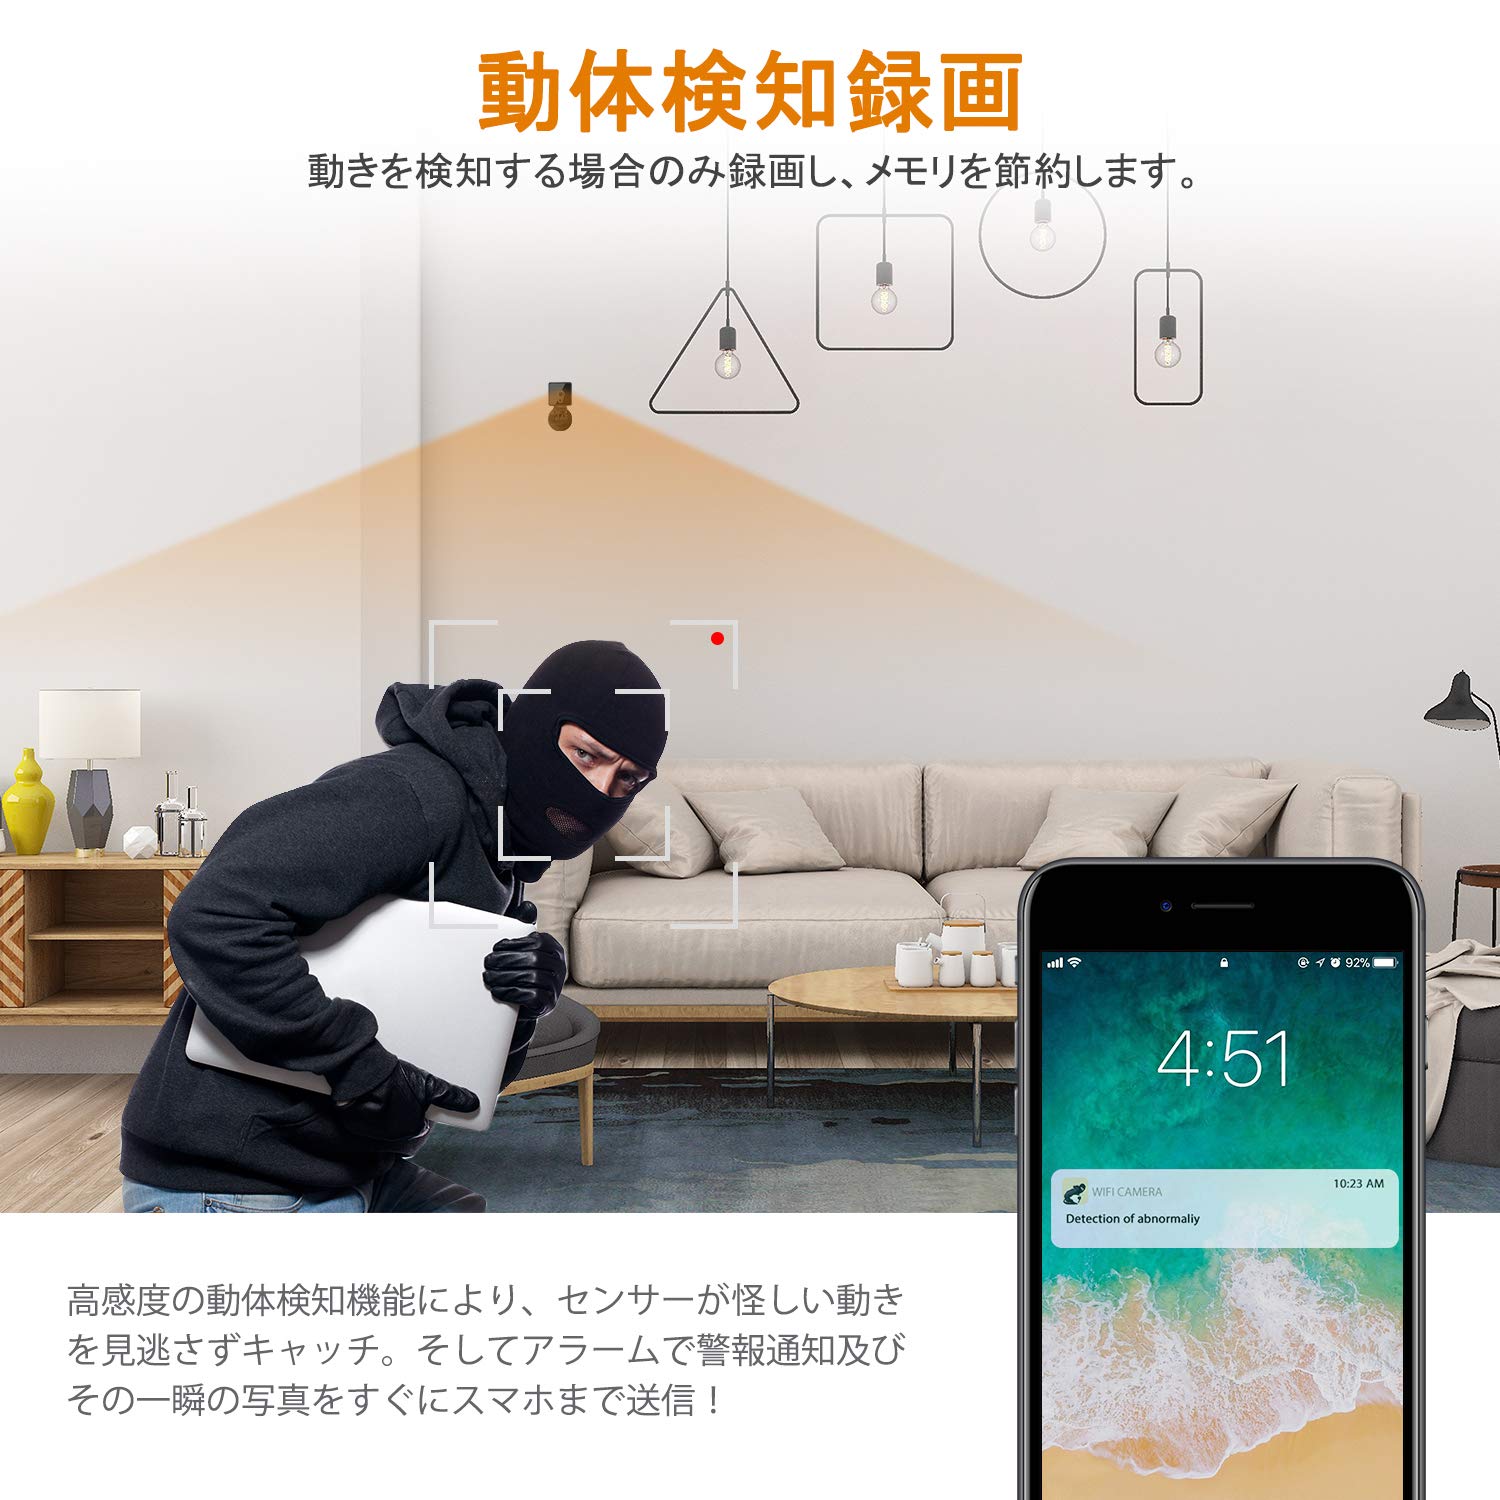 動体検知録画
動きを検知する場合のみ録画し、メモリを節約します。
92%
4:51
WIFI CAMERA
10:23 AM
Detection of abnormaliy
高感度の動体検知機能により、センサーが怪しい動き
を見逃さずキャッチ。そしてアラームで警報通知及び
その一瞬の写真をすぐにスマホまで送信！